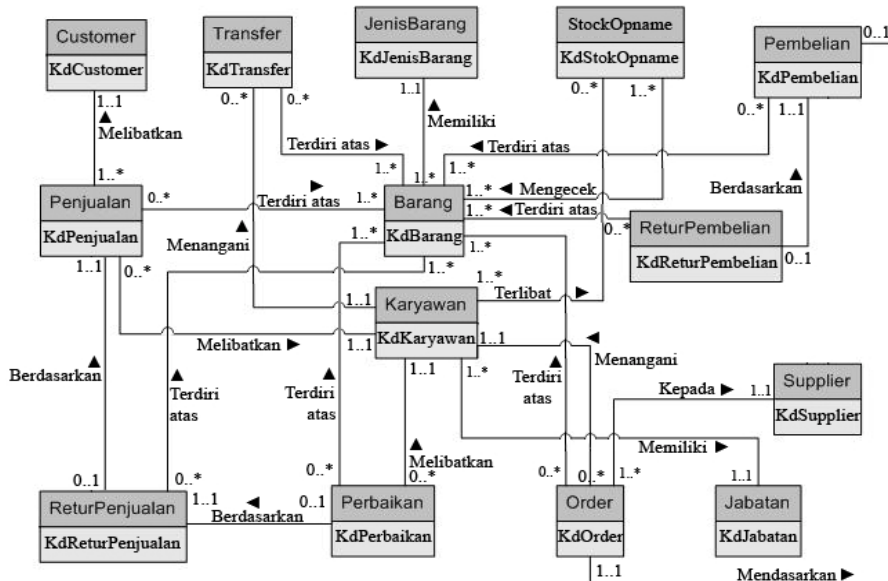 Customer
KdCustomer
Transfer
KdTransfer
JenisBarang
KdJenisBarang
StockOpname
KdStokOpname
Pembelian
KdPembelian
0..1
1..1
0..*
0..*
1..1
0..*
1..*
0..*
1..1
▲ Melibatkan
▲ Memiliki
Terdiri atas ►
◄ Terdiri atas
1..*
1..*
1..*
1..*
Berdasarkan ▲
Penjualan
KdPenjualan
0..*
Terdiri atas ►
1..*
Barang
KdBarang
1..*
◄ Mengecek
1..*
◄ Terdiri atas
0..*
ReturPembelian
KdReturPembelian
0..1
▲ Menangani
1..1
0..*
1..*
1..*
1..*
1..*
Terlibat ►
1..1
Karyawan
KdKaryawan
Melibatkan ►
1..1
1..1
1..1
1..*
◄ Menangani
▲ Berdasarkan
▲ Terdiri
atas
▲ Terdiri
atas
▲ Terdiri
atas
Kepada ►
1..1
Supplier
KdSupplier
Memiliki ►
▲ Melibatkan
0..1
0..*
1..1
0..1
0..*
0..*
0..*
0..*
1..*
1..1
ReturPenjualan
KdReturPenjualan
◄ Berdasarkan
Perbaikan
KdPerbaikan
Order
KdOrder
Jabatan
KdJabatan
1..1
Mendasarkan ►